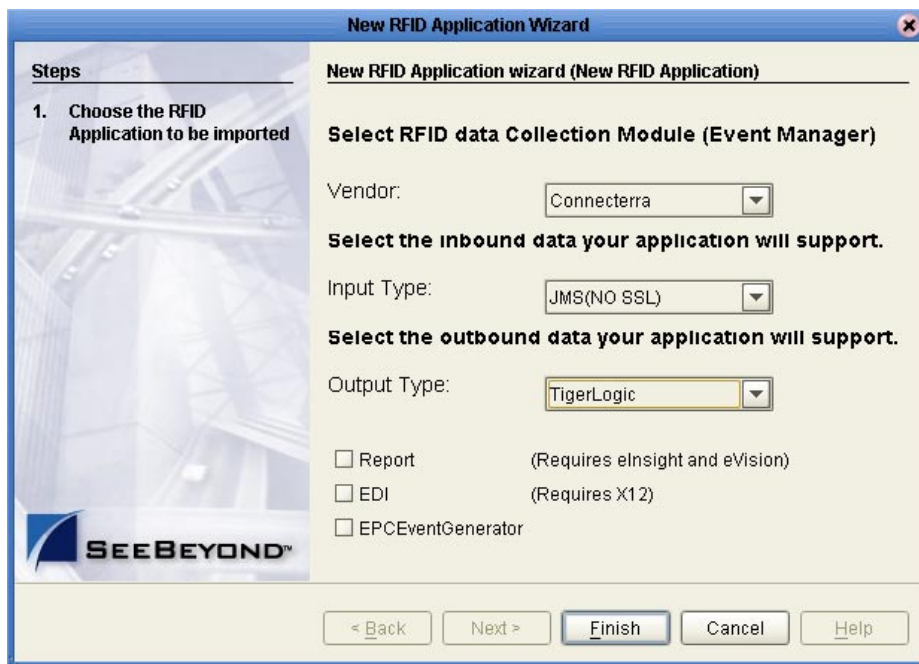 New RFID Application Wizard
Steps
1. Choose the RFID
Application to be imported
New RFID Application wizard (New RFID Application)
Select RFID data Collection Module (Event Manager)
Vendor:
Connecterra
Select the inbound data your application will support.
Input Type:
JMS(NO SSL)
Select the outbound data your application will support.
Output Type:
TigerLogic
Report (Requires eInsight and eVision)
EDI (Requires X12)
EPCEventGenerator
SEEBEYOND™
< Back
Next >
Finish
Cancel
Help